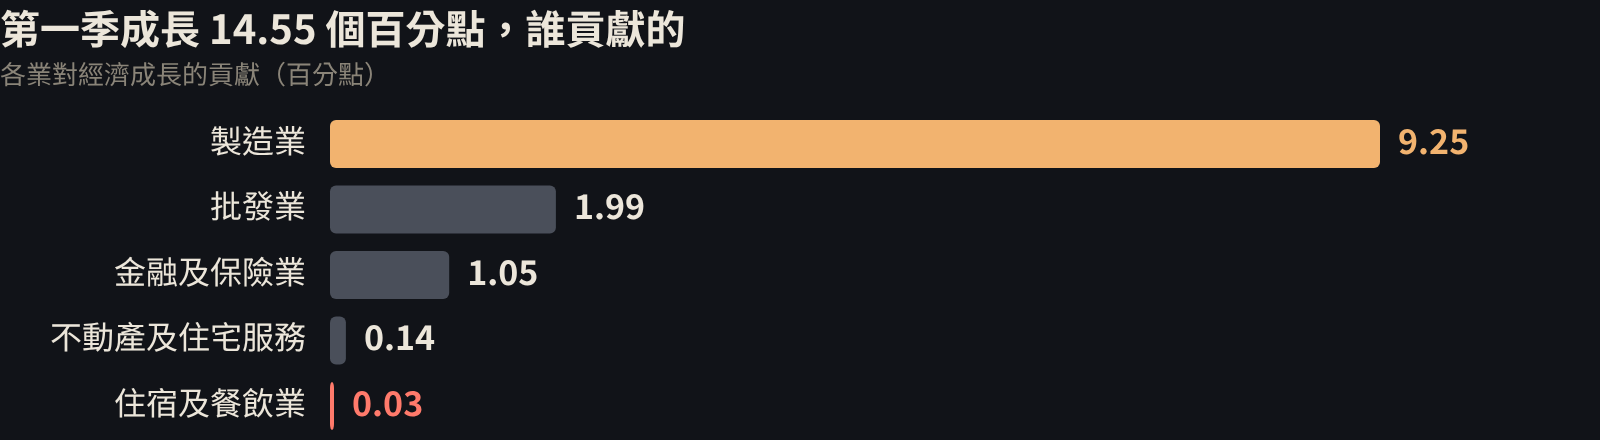 第一季成長 14.55 個百分點，誰貢獻的
各業對經濟成長的貢獻（百分點）
製造業 9.25
批發業 1.99
金融及保險業 1.05
不動產及住宅服務 0.14
住宿及餐飲業 0.03